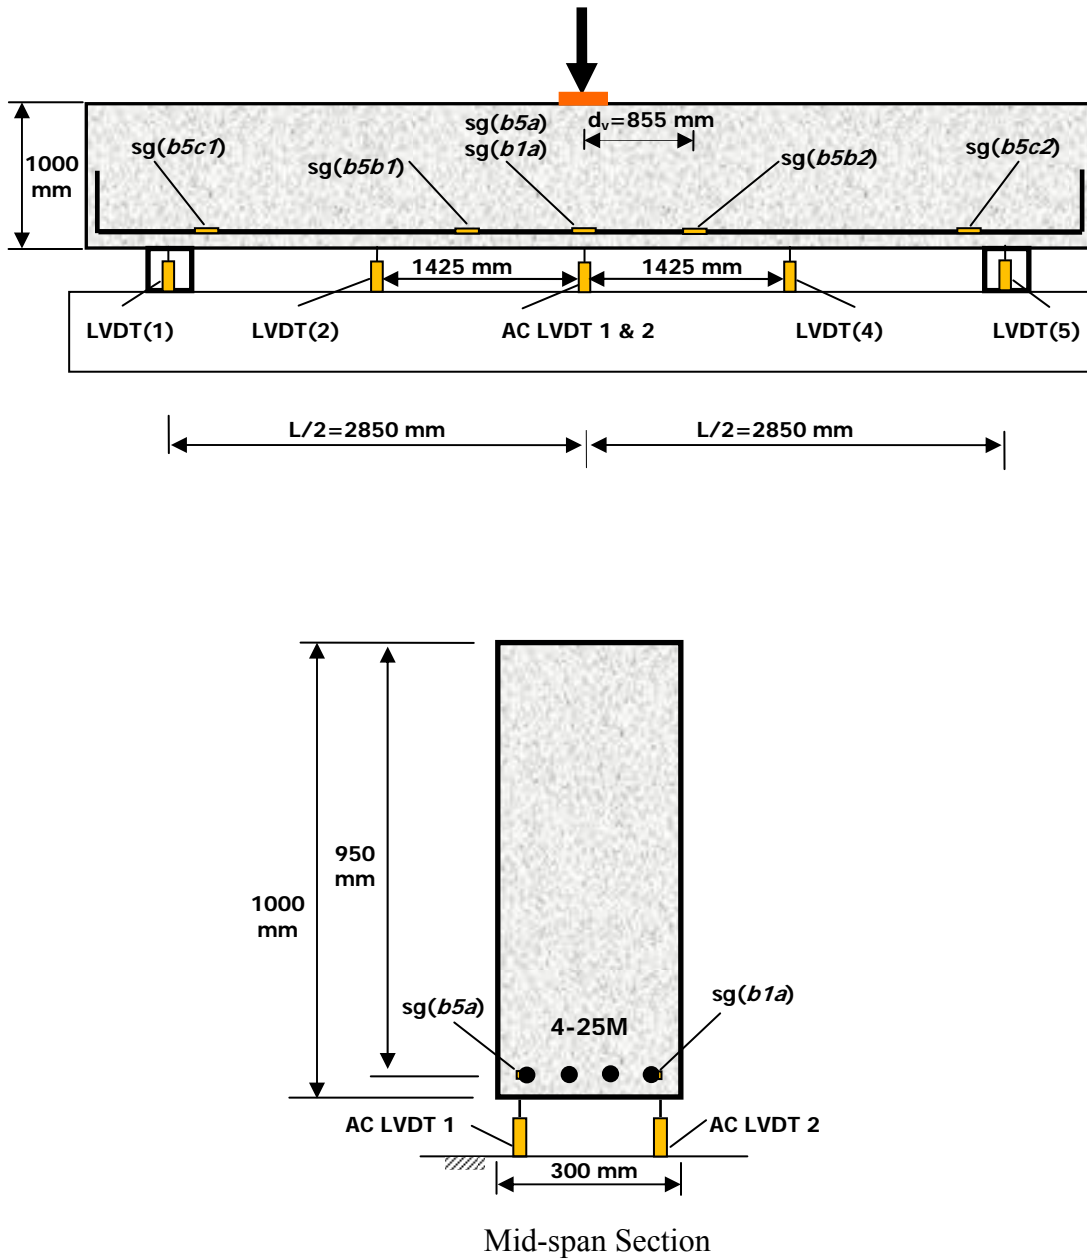 sg(b5a)
sg(b1a)
dv=855 mm
sg(b5c1)
sg(b5b1)
sg(b5b2)
sg(b5c2)
1000
mm
1425 mm
1425 mm
LVDT(1)
LVDT(2)
AC LVDT 1 & 2
LVDT(4)
LVDT(5)
L/2=2850 mm
L/2=2850 mm
950
mm
1000
mm
sg(b5a)
sg(b1a)
4-25M
AC LVDT 1
AC LVDT 2
300 mm
Mid-span Section